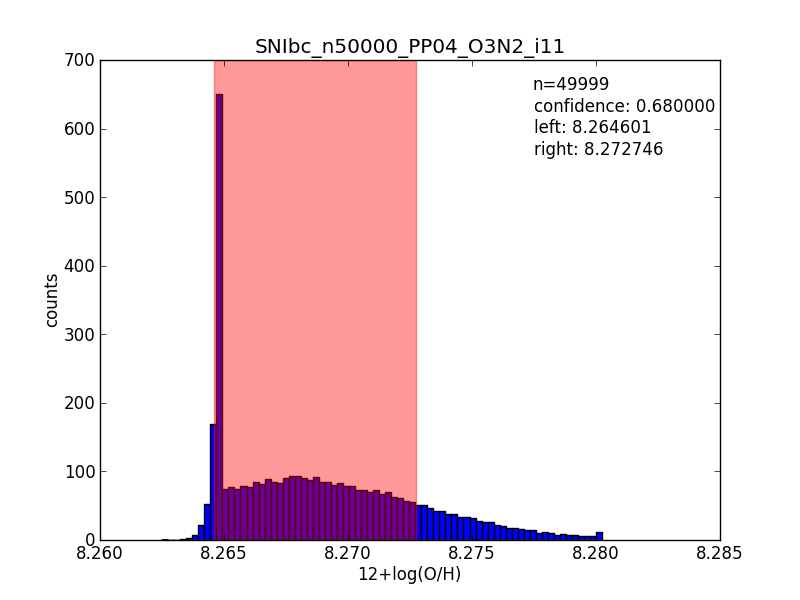 SNIbc_n50000_PP04_O3N2_i11
n=49999
confidence: 0.680000
left: 8.264601
right: 8.272746
700
600
500
400
300
200
100
0
counts
8.260 8.265 8.270 8.275 8.280 8.285
12+log(O/H)